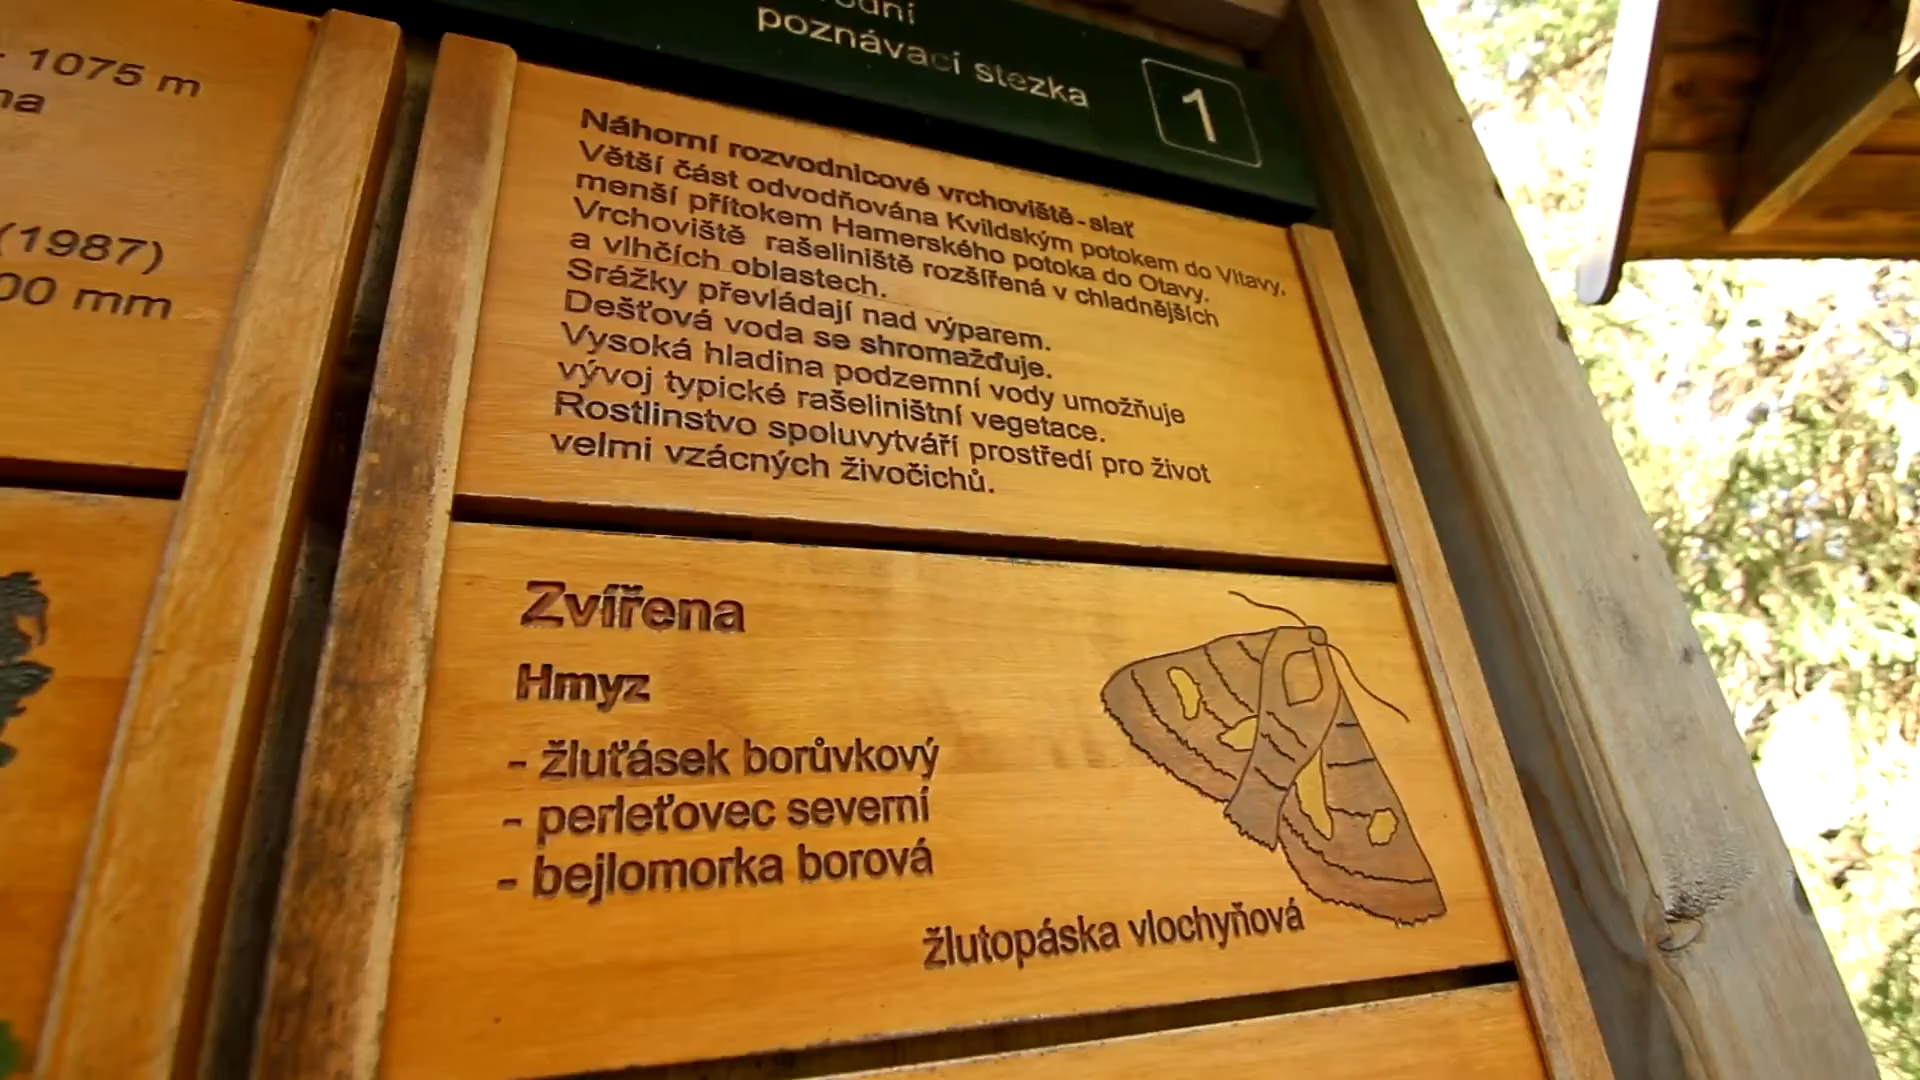 - 1075 m
(1987)
00 mm
poznávací stezka
1
Náhorní rozvodnicové vrchoviště-slať
Větší část odvodňována Kvildským potokem do Vltavy,
menší přítokem Hamerského potoka do Otavy.
Vrchoviště rašeliniště rozšířená v chladnějších
a vlhčích oblastech.
Srážky převládají nad výparem.
Dešťová voda se shromažďuje.
Vysoká hladina podzemní vody umožňuje
vývoj typické rašeliništní vegetace.
Rostlinstvo spoluvytváří prostředí pro život
velmi vzácných živočichů.
Zvířena
Hmyz
- žluťásek borůvkový
- perleťovec severní
- bejlomorka borová
žlutopáska vlochyňová